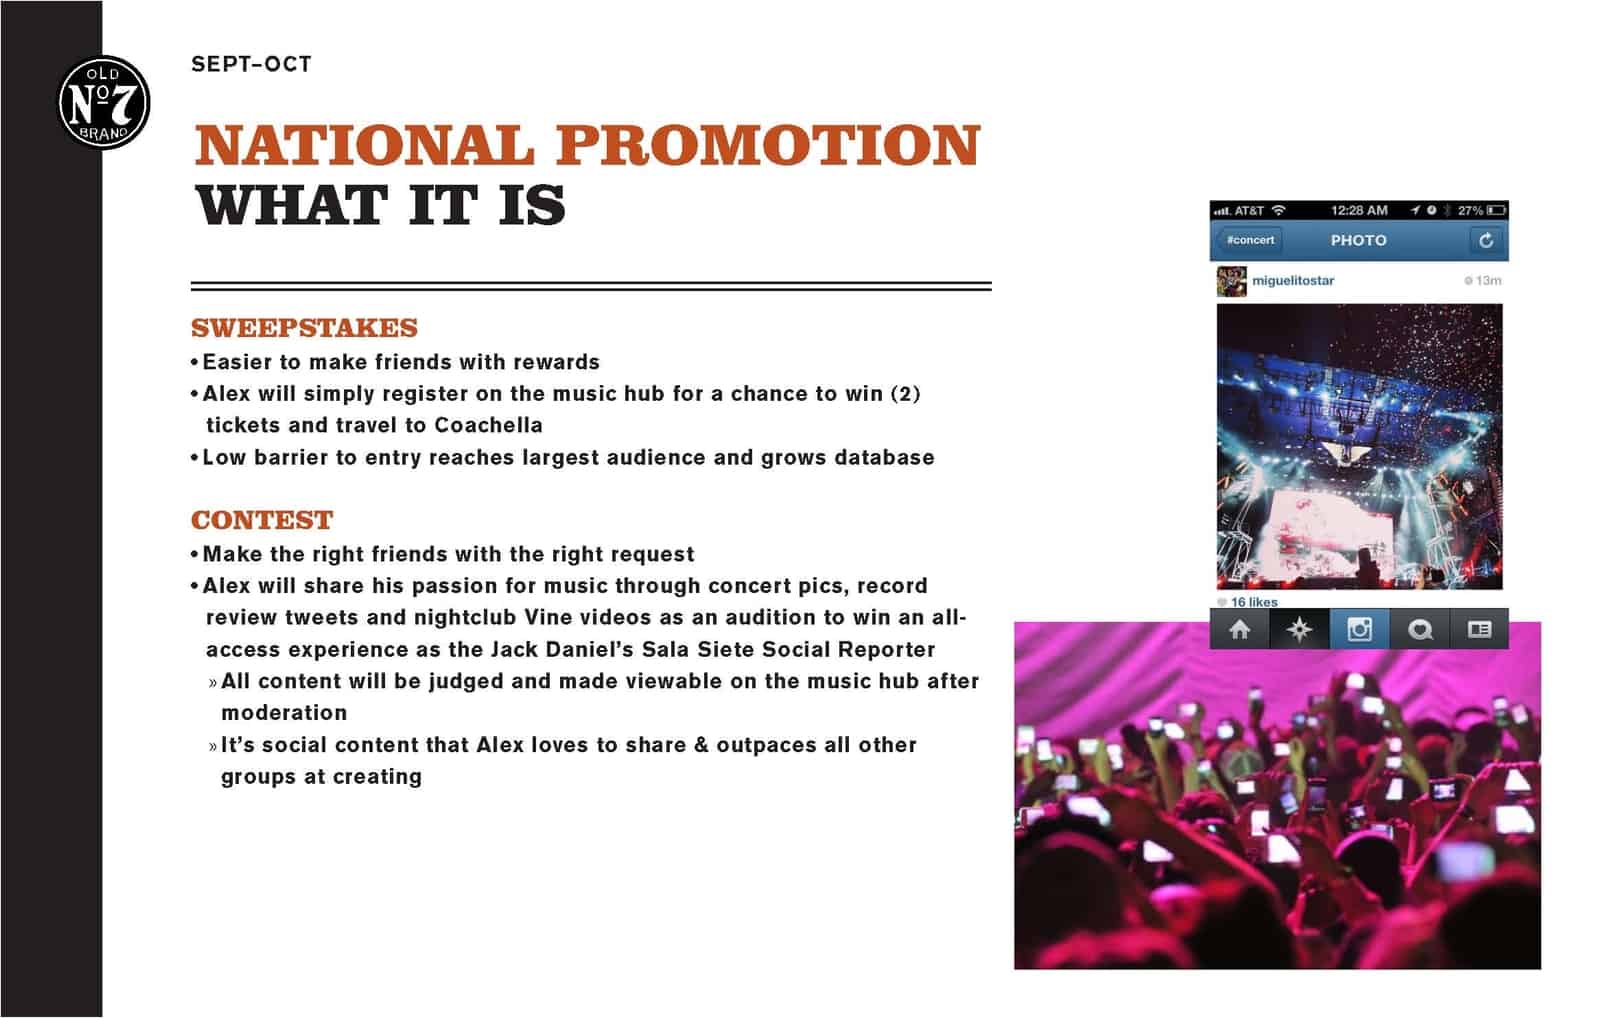 SEPT–OCT
OLD
Nº7
BRAND
NATIONAL PROMOTION
WHAT IT IS
SWEEPSTAKES
• Easier to make friends with rewards
• Alex will simply register on the music hub for a chance to win (2)
tickets and travel to Coachella
• Low barrier to entry reaches largest audience and grows database
CONTEST
• Make the right friends with the right request
• Alex will share his passion for music through concert pics, record
review tweets and nightclub Vine videos as an audition to win an all-
access experience as the Jack Daniel’s Sala Siete Social Reporter
» All content will be judged and made viewable on the music hub after
moderation
» It’s social content that Alex loves to share & outpaces all other
groups at creating
AT&T 12:28 AM 27%
#concert PHOTO
miguelitostar 13m
16 likes